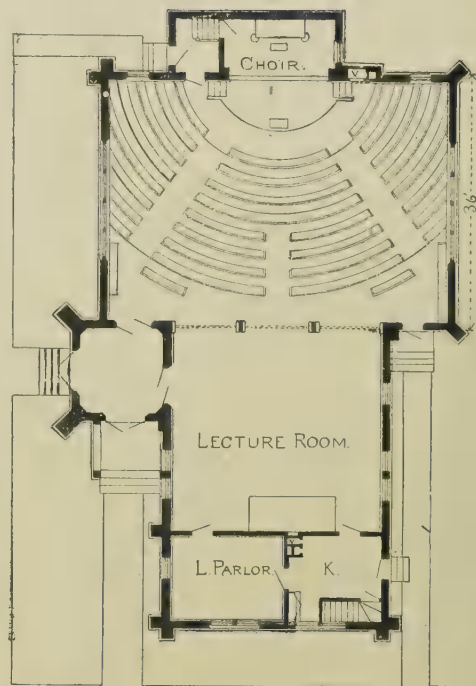 CHOIR.
V.
36'
LECTURE ROOM.
V
L. PARLOR.
K.